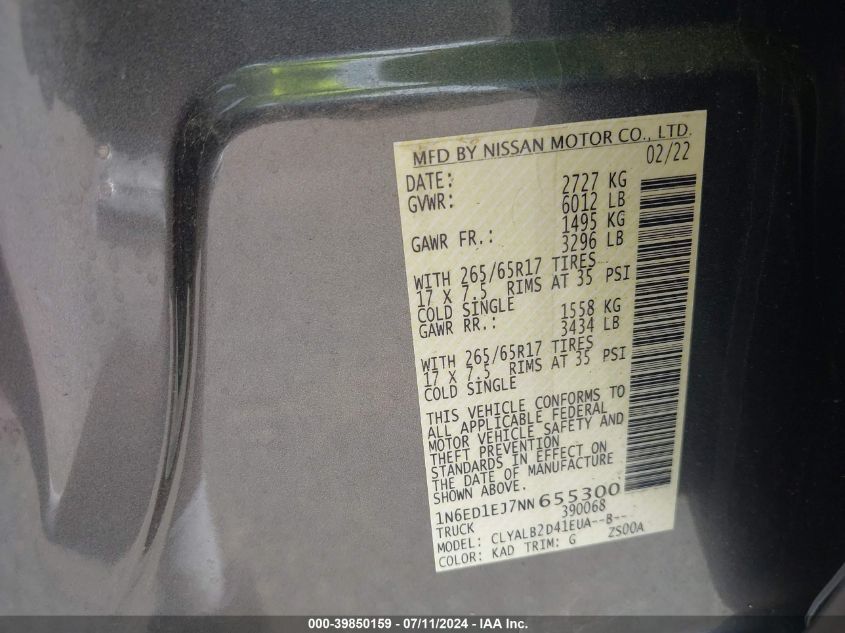 MFD BY NISSAN MOTOR CO., LTD.
02/22
DATE:
GVWR: 2727 KG
6012 LB
GAWR FR.: 1495 KG
3296 LB
WITH 265/65R17 TIRES
17 X 7.5 RIMS AT 35 PSI
COLD SINGLE
GAWR RR.: 1558 KG
3434 LB
WITH 265/65R17 TIRES
17 X 7.5 RIMS AT 35 PSI
COLD SINGLE
THIS VEHICLE CONFORMS TO
ALL APPLICABLE FEDERAL
MOTOR VEHICLE SAFETY AND
THEFT PREVENTION
STANDARDS IN EFFECT ON
THE DATE OF MANUFACTURE
SHOWN ABOVE.
1N6ED1EJ7NN655300
TRUCK 390068
MODEL: CLYALB2D41EUA--B--
COLOR: KAD TRIM: G ZS00A
000-39850159 - 07/11/2024 - IAA Inc.